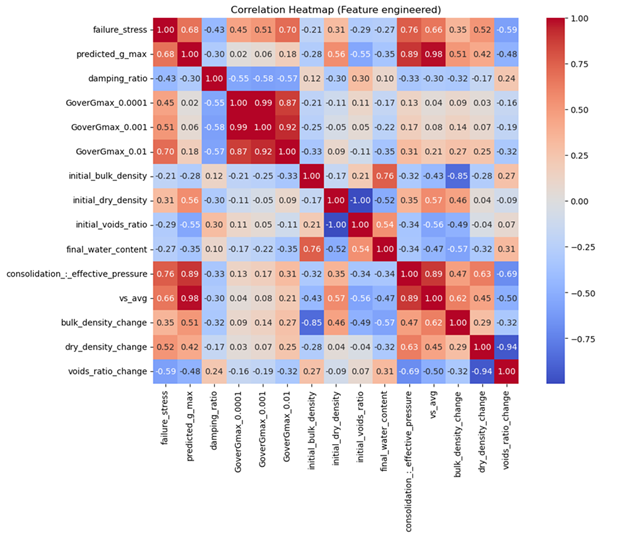 Correlation Heatmap (Feature engineered)
failure_stress 1.00 0.68 -0.43 0.45 0.51 0.70 -0.21 0.31 -0.29 -0.27 0.76 0.66 0.35 0.52 -0.59
predicted_g_max 0.68 1.00 -0.30 0.02 0.06 0.18 -0.28 0.56 -0.55 -0.35 0.89 0.98 0.51 0.42 -0.48
damping_ratio -0.43 -0.30 1.00 -0.55 -0.58 -0.57 0.12 -0.30 0.30 0.10 -0.33 -0.30 -0.32 -0.17 0.24
GoverGmax_0.0001 0.45 0.02 -0.55 1.00 0.99 0.87 -0.21 -0.11 0.11 -0.17 0.13 0.04 0.09 0.03 -0.16
GoverGmax_0.001 0.51 0.06 -0.58 0.99 1.00 0.92 -0.25 -0.05 0.05 -0.22 0.17 0.08 0.14 0.07 -0.19
GoverGmax_0.01 0.70 0.18 -0.57 0.87 0.92 1.00 -0.33 0.09 -0.11 -0.35 0.31 0.21 0.27 0.25 -0.32
initial_bulk_density -0.21 -0.28 0.12 -0.21 -0.25 -0.33 1.00 -0.17 0.21 0.76 -0.32 -0.43 -0.85 -0.28 0.27
initial_dry_density 0.31 0.56 -0.30 -0.11 -0.05 0.09 -0.17 1.00 -1.00 -0.52 0.35 0.57 0.46 0.04 -0.09
initial_voids_ratio -0.29 -0.55 0.30 0.11 0.05 -0.11 0.21 -1.00 1.00 0.54 -0.34 -0.56 -0.49 -0.04 0.07
final_water_content -0.27 -0.35 0.10 -0.17 -0.22 -0.35 0.76 -0.52 0.54 1.00 -0.34 -0.47 -0.57 -0.32 0.31
consolidation_:_effective_pressure 0.76 0.89 -0.33 0.13 0.17 0.31 -0.32 0.35 -0.34 -0.34 1.00 0.89 0.47 0.63 -0.69
vs_avg 0.66 0.98 -0.30 0.04 0.08 0.21 -0.43 0.57 -0.56 -0.47 0.89 1.00 0.62 0.45 -0.50
bulk_density_change 0.35 0.51 -0.32 0.09 0.14 0.27 -0.85 0.46 -0.49 -0.57 0.47 0.62 1.00 0.29 -0.32
dry_density_change 0.52 0.42 -0.17 0.03 0.07 0.25 -0.28 0.04 -0.04 -0.32 0.63 0.45 0.29 1.00 -0.94
voids_ratio_change -0.59 -0.48 0.24 -0.16 -0.19 -0.32 0.27 -0.09 0.07 0.31 -0.69 -0.50 -0.32 -0.94 1.00
failure_stress
predicted_g_max
damping_ratio
GoverGmax_0.0001
GoverGmax_0.001
GoverGmax_0.01
initial_bulk_density
initial_dry_density
initial_voids_ratio
final_water_content
consolidation_:_effective_pressure
vs_avg
bulk_density_change
dry_density_change
voids_ratio_change
1.00
0.75
0.50
0.25
0.00
-0.25
-0.50
-0.75